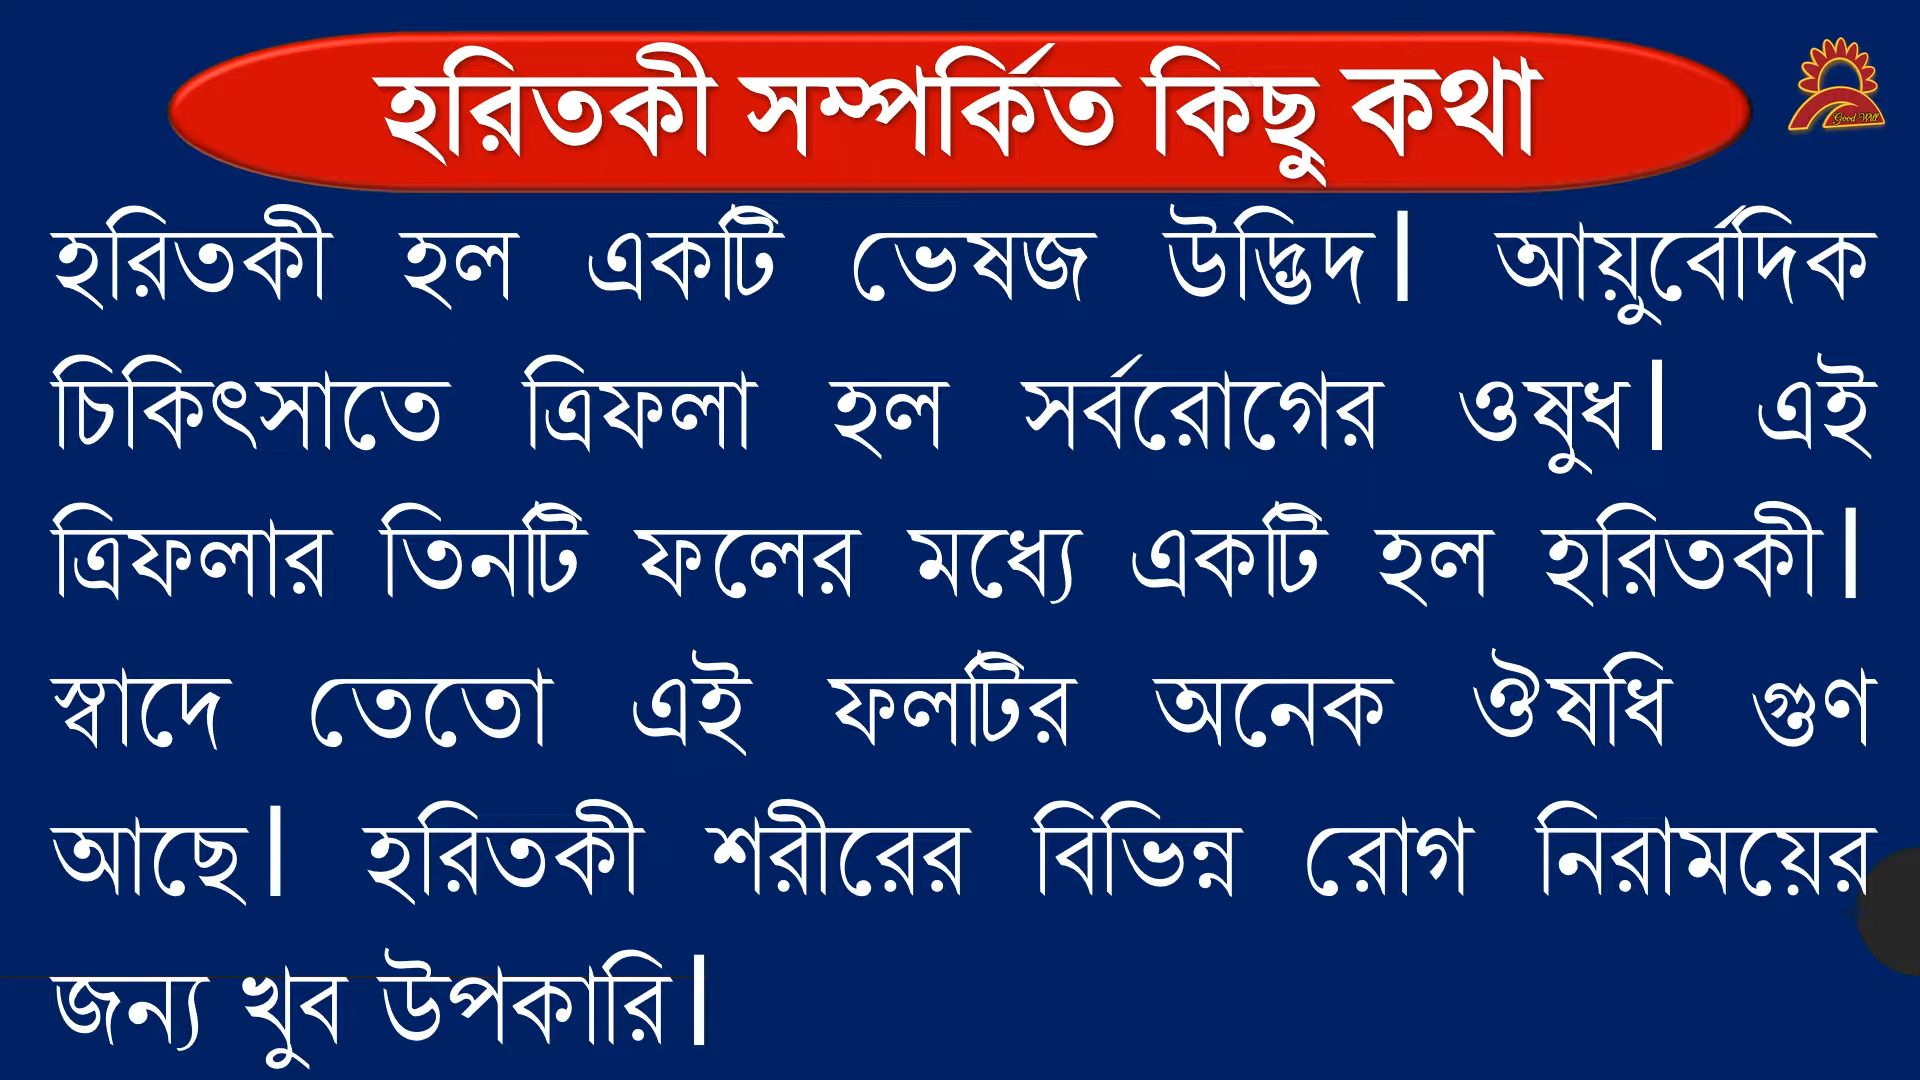 হরিতকী সম্পর্কিত কিছু কথা
Good Will
হরিতকী হল একটি ভেষজ উদ্ভিদ। আয়ুর্বেদিক
চিকিৎসাতে ত্রিফলা হল সর্বরোগের ওষুধ। এই
ত্রিফলার তিনটি ফলের মধ্যে একটি হল হরিতকী।
স্বাদে তেতো এই ফলটির অনেক ঔষধি গুণ
আছে। হরিতকী শরীরের বিভিন্ন রোগ নিরাময়ের
জন্য খুব উপকারি।